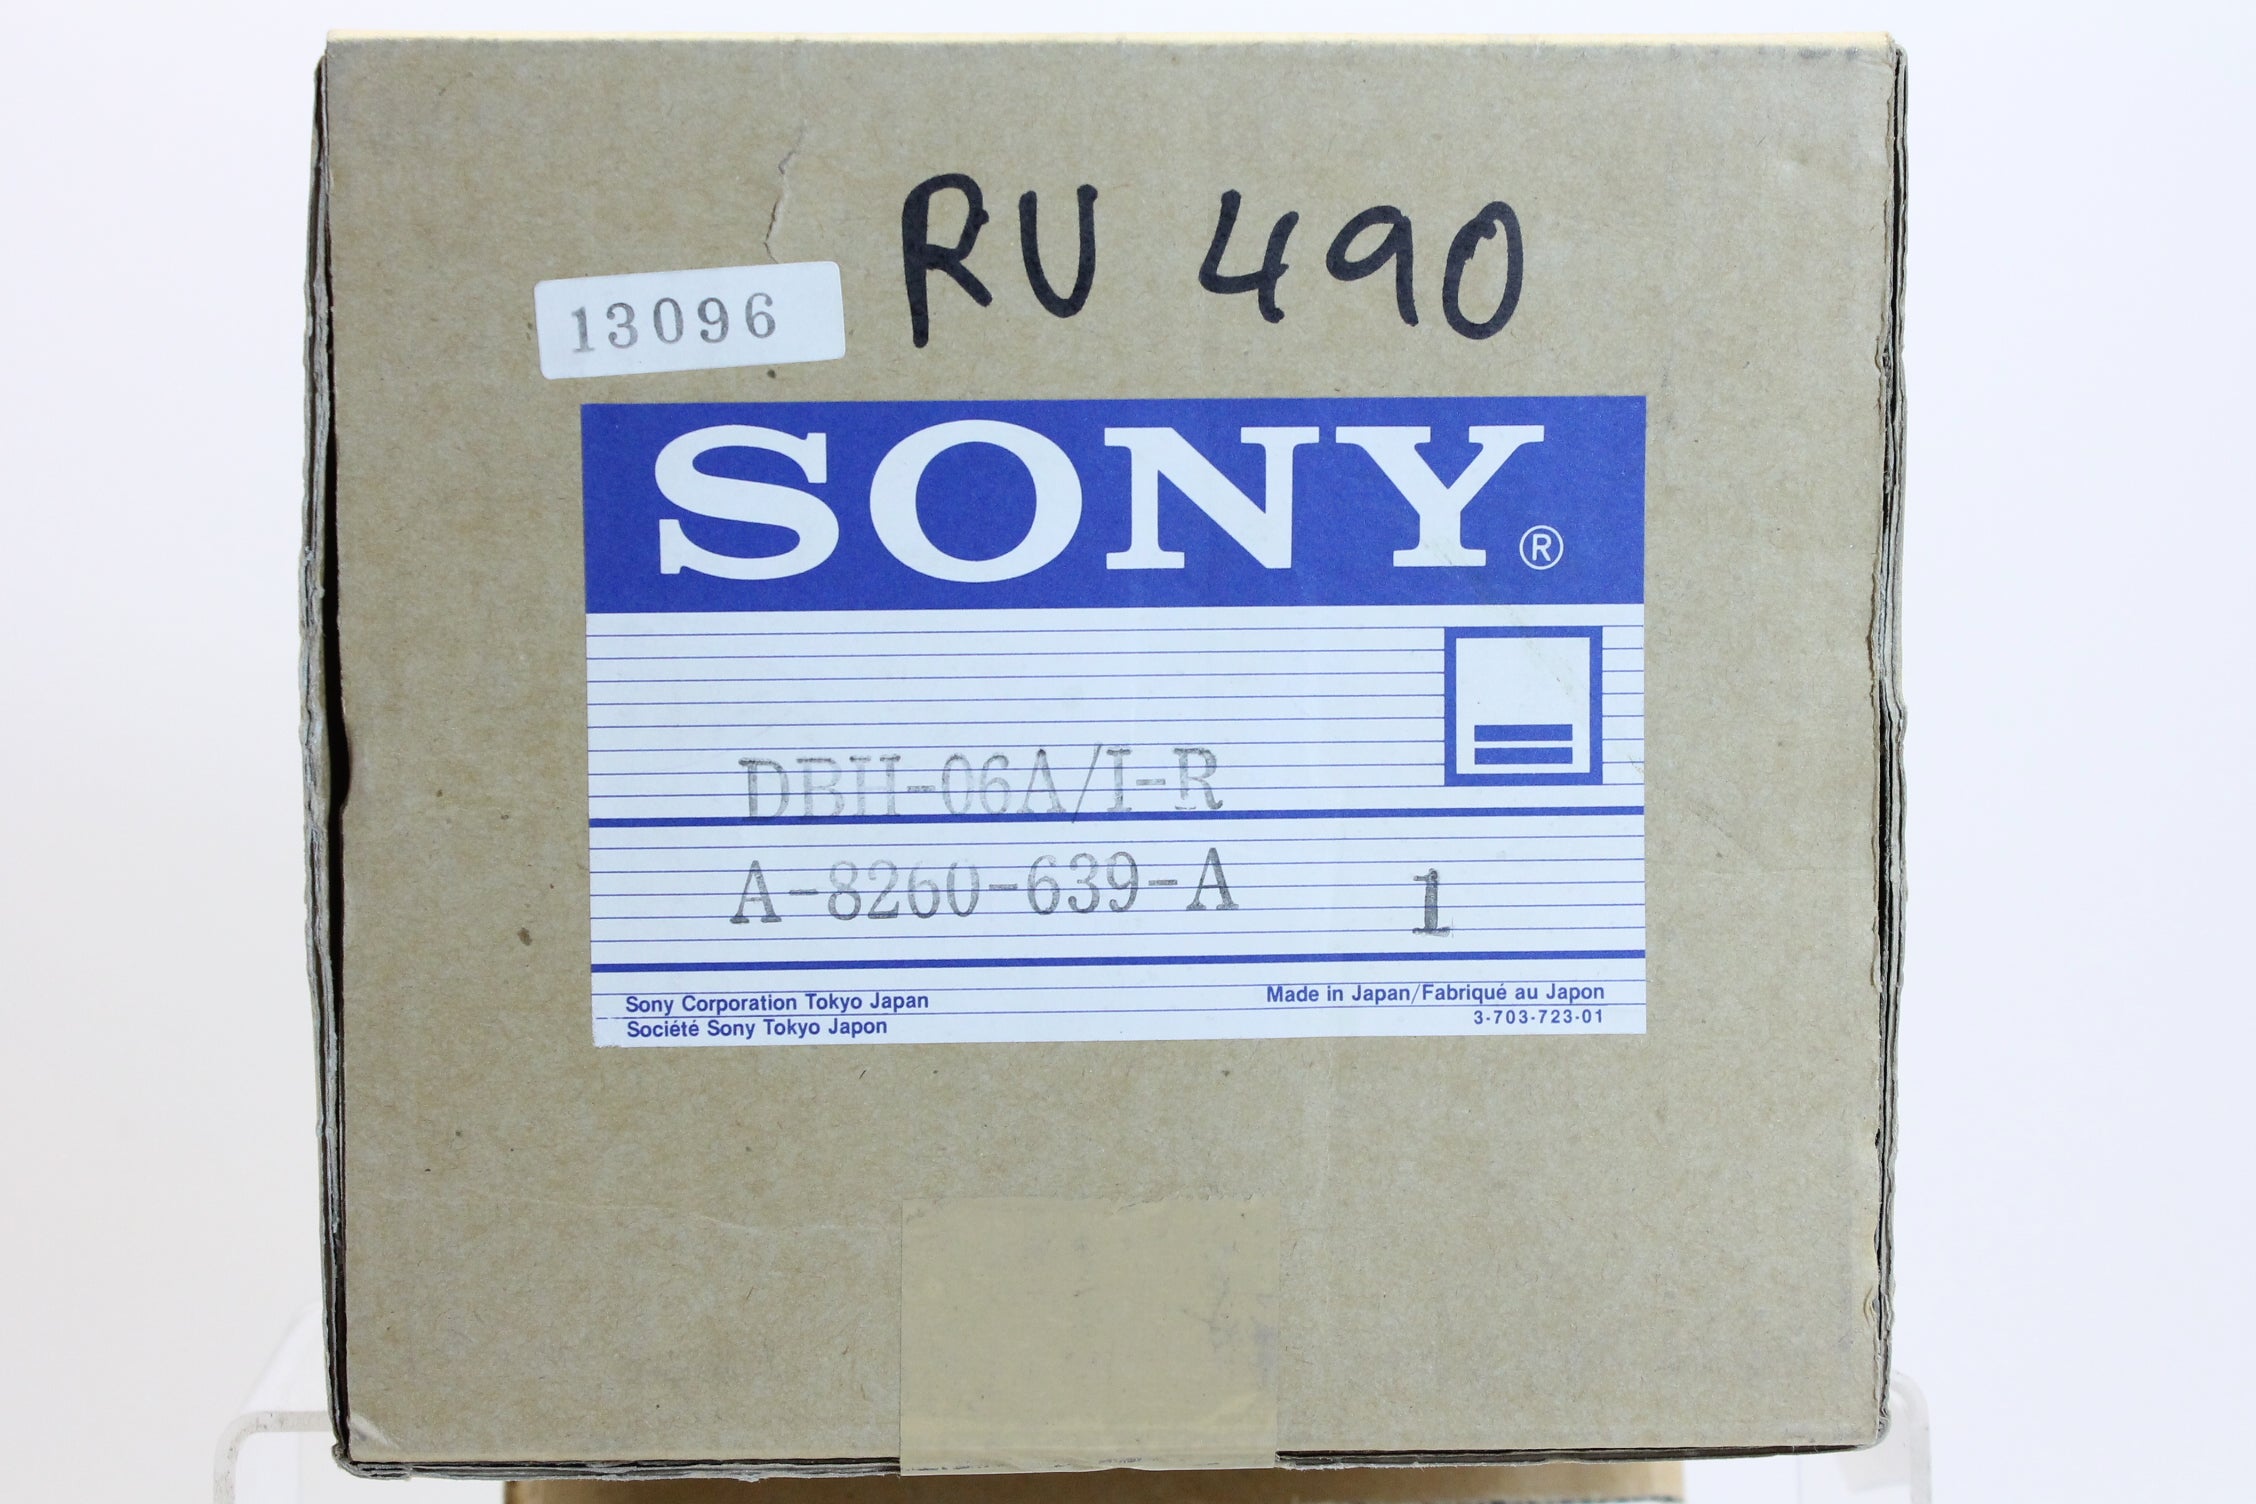 RU 490
13096
SONY®
DBH-06A/I-R
A-8260-639-A 1
Sony Corporation Tokyo Japan
Société Sony Tokyo Japon
Made in Japan/Fabriqué au Japon
3-703-723-01